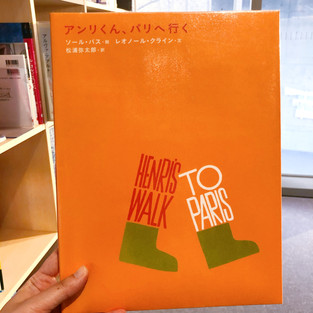 アンリくん、パリへ行く
ソール・バス・絵 レオノール・クライン・文
松浦弥太郎・訳
HENRI'S
WALK
TO
PARIS